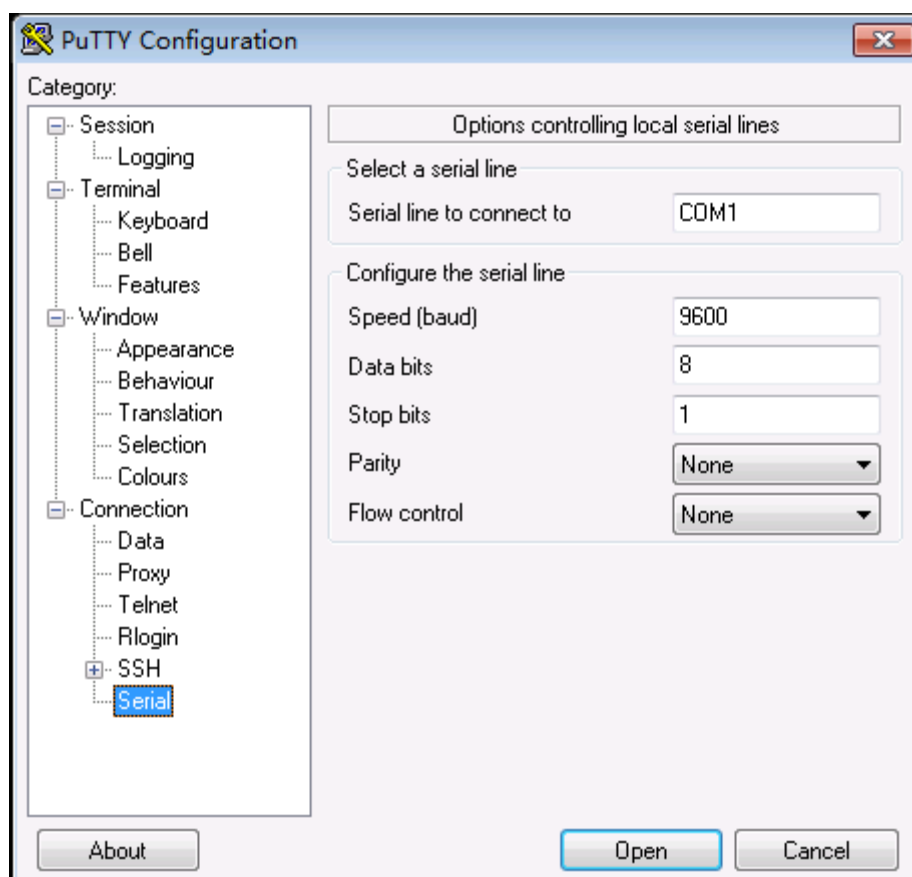 PuTTY Configuration
Category:
Session
Logging
Terminal
Keyboard
Bell
Features
Window
Appearance
Behaviour
Translation
Selection
Colours
Connection
Data
Proxy
Telnet
Rlogin
SSH
Serial
Options controlling local serial lines
Select a serial line
Serial line to connect to COM1
Configure the serial line
Speed (baud) 9600
Data bits 8
Stop bits 1
Parity None
Flow control None
About Open Cancel